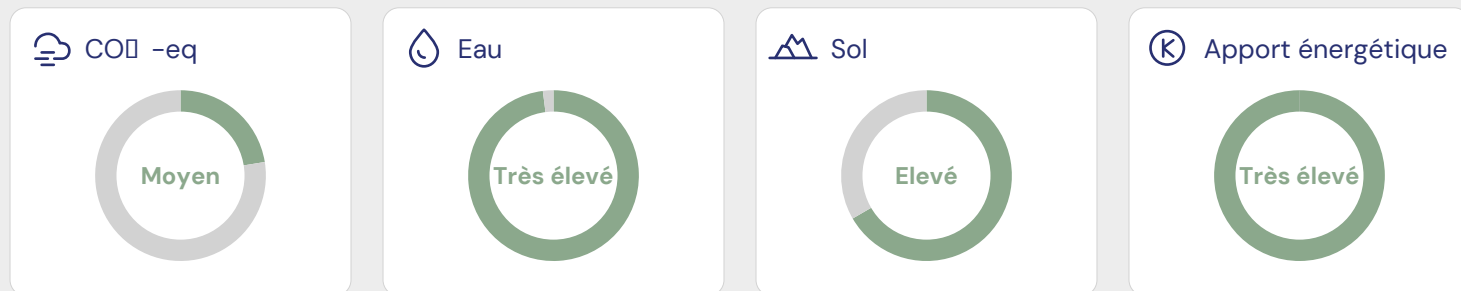 CO▯ -eq
Eau
Sol
Apport énergétique
Moyen
Très élevé
Elevé
Très élevé